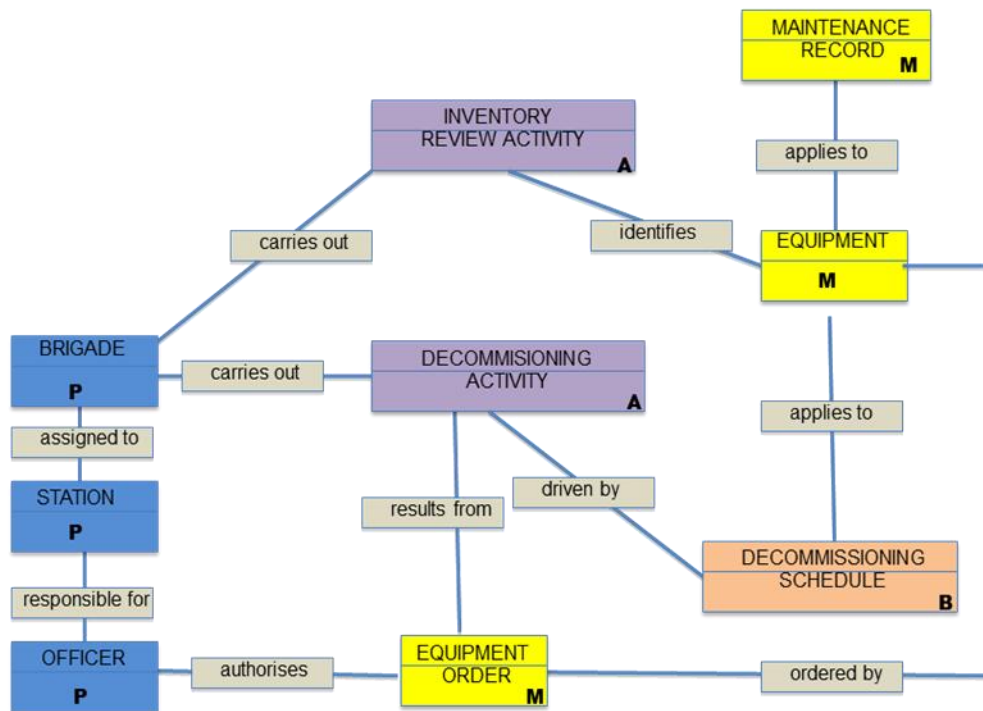 MAINTENANCE
RECORD
M
INVENTORY
REVIEW ACTIVITY
A
applies to
carries out
identifies
EQUIPMENT
M
BRIGADE
P
carries out
DECOMMISIONING
ACTIVITY
A
assigned to
applies to
STATION
P
results from
driven by
DECOMMISSIONING
SCHEDULE
B
responsible for
OFFICER
P
authorises
EQUIPMENT
ORDER
M
ordered by